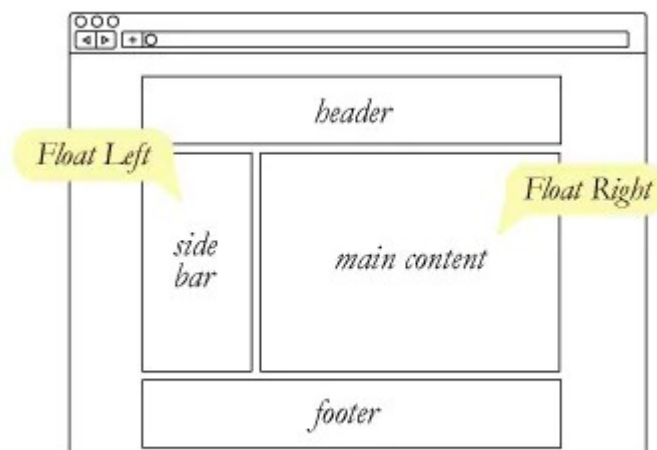 header
Float Left
Float Right
side
bar
main content
footer